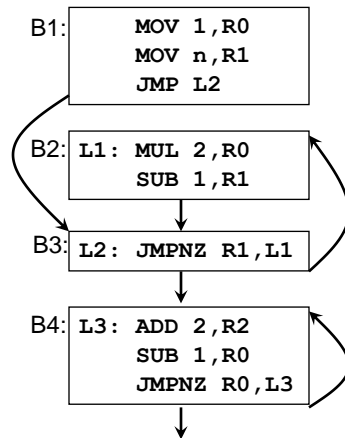 B1: MOV 1,R0
MOV n,R1
JMP L2
B2: L1: MUL 2,R0
SUB 1,R1
B3: L2: JMPNZ R1,L1
B4: L3: ADD 2,R2
SUB 1,R0
JMPNZ R0,L3